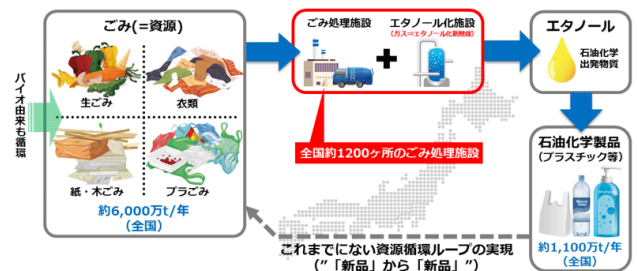 ごみ(=資源)
バイオ由来も循環
生ごみ
衣類
紙・木ごみ
プラごみ
約6,000万t/年
(全国)
ごみ処理施設
エタノール化施設
(ガス⇒エタノール化新触媒)
全国約1200ヶ所のごみ処理施設
エタノール
石油化学
出発物質
石油化学製品
(プラスチック等)
約1,100万t/年
(全国)
これまでにない資源循環ループの実現
(”「新品」から「新品」”)